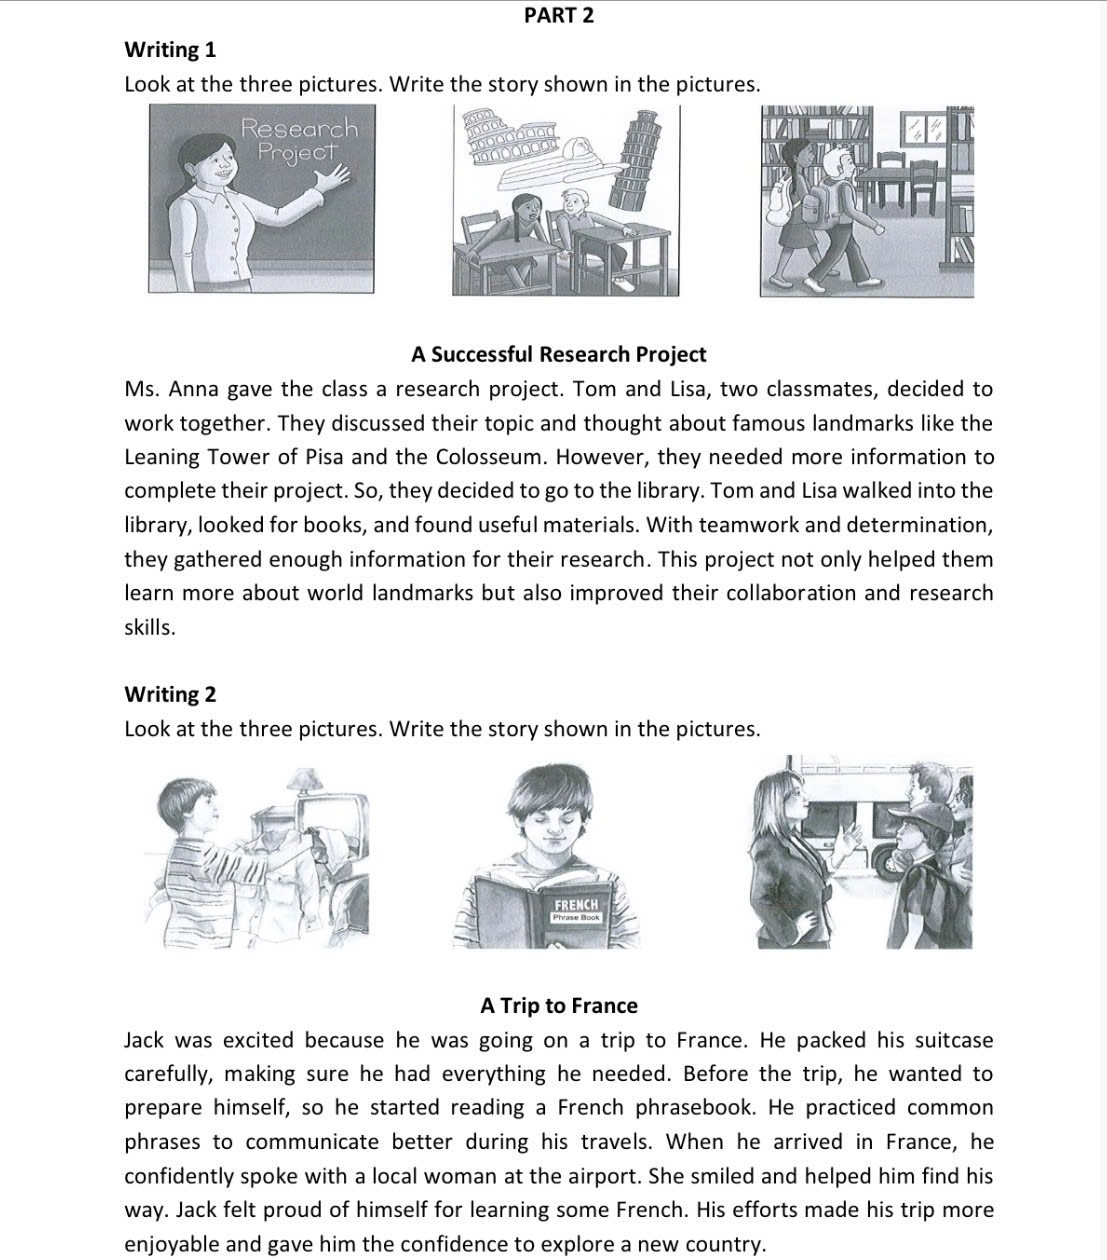 PART 2
Writing 1
Look at the three pictures. Write the story shown in the pictures.
Research
Project
A Successful Research Project
Ms. Anna gave the class a research project. Tom and Lisa, two classmates, decided to
work together. They discussed their topic and thought about famous landmarks like the
Leaning Tower of Pisa and the Colosseum. However, they needed more information to
complete their project. So, they decided to go to the library. Tom and Lisa walked into the
library, looked for books, and found useful materials. With teamwork and determination,
they gathered enough information for their research. This project not only helped them
learn more about world landmarks but also improved their collaboration and research
skills.
Writing 2
Look at the three pictures. Write the story shown in the pictures.
FRENCH
Phrase Book
A Trip to France
Jack was excited because he was going on a trip to France. He packed his suitcase
carefully, making sure he had everything he needed. Before the trip, he wanted to
prepare himself, so he started reading a French phrasebook. He practiced common
phrases to communicate better during his travels. When he arrived in France, he
confidently spoke with a local woman at the airport. She smiled and helped him find his
way. Jack felt proud of himself for learning some French. His efforts made his trip more
enjoyable and gave him the confidence to explore a new country.